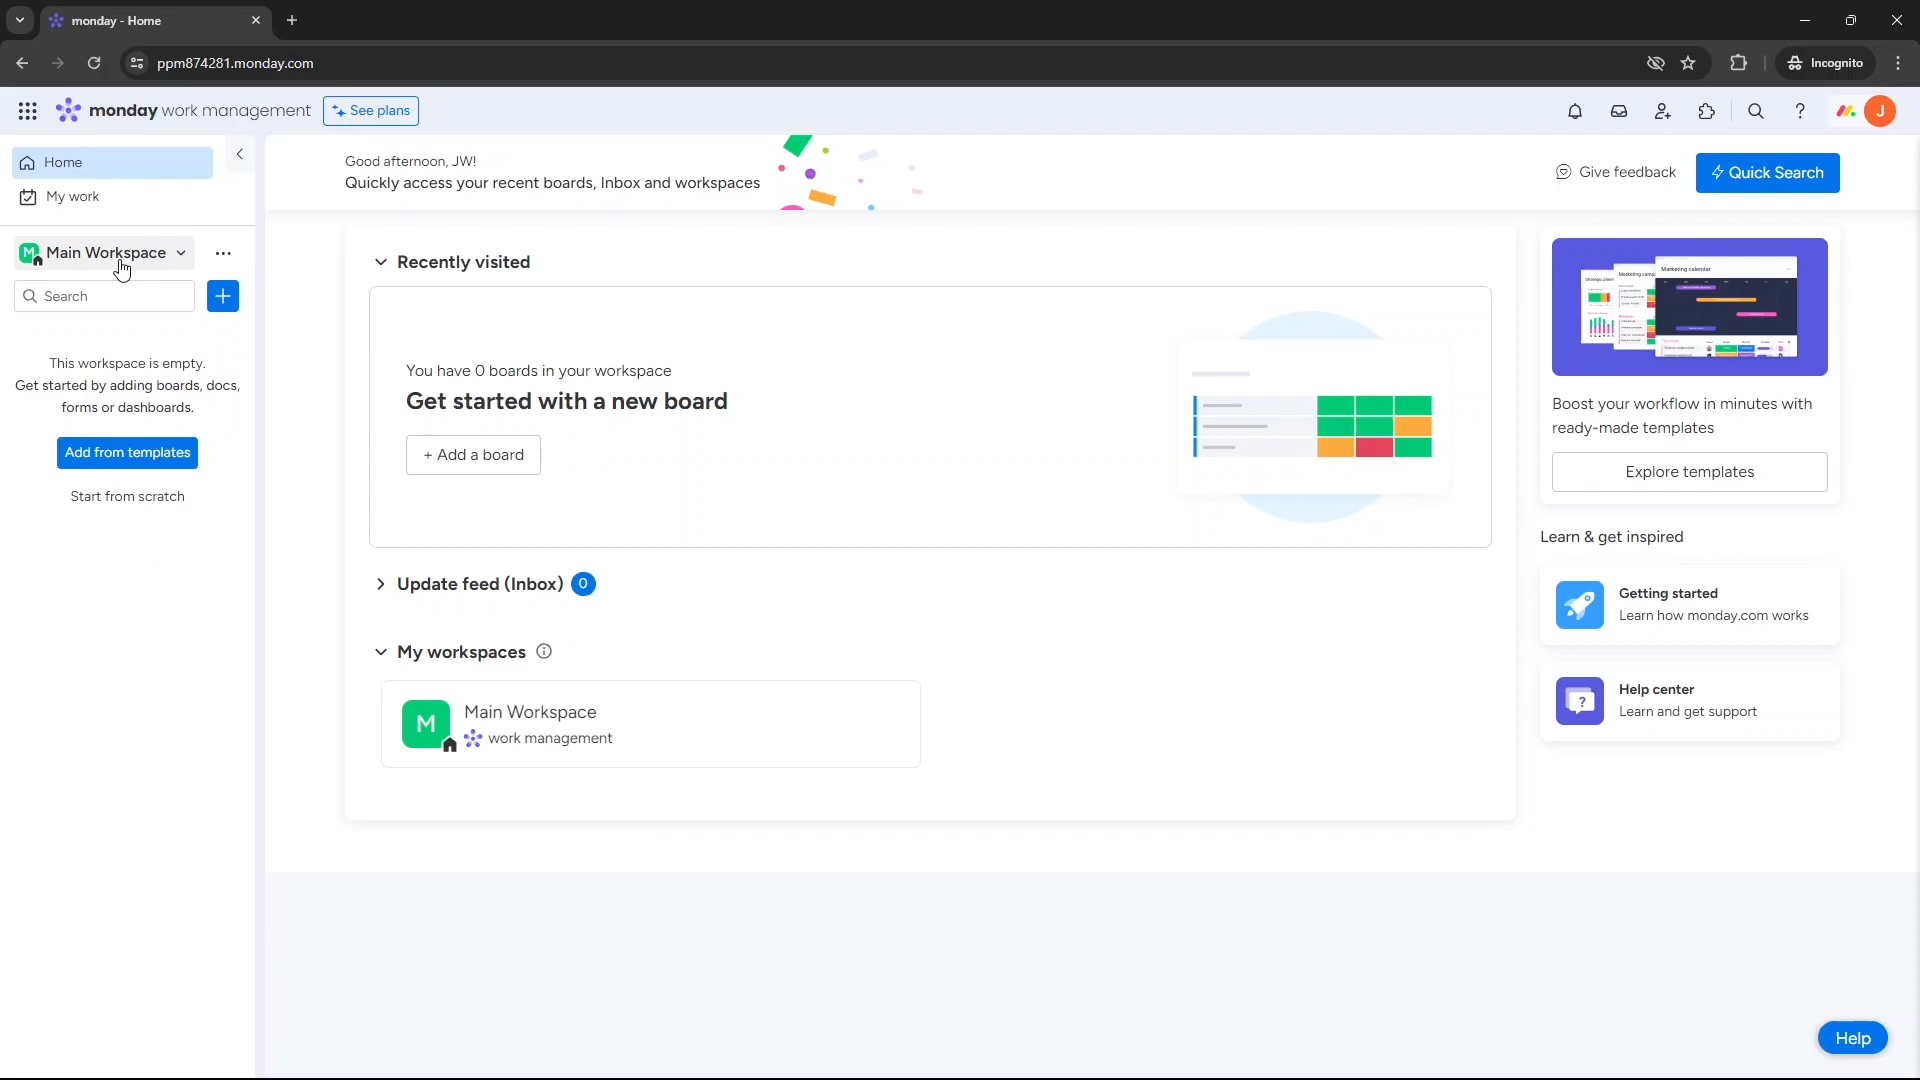 monday - Home
ppm874281.monday.com
Incognito
monday work management
See plans
J
Home
My work
M Main Workspace
Search
This workspace is empty.
Get started by adding boards, docs,
forms or dashboards.
Add from templates
Start from scratch
Good afternoon, JW!
Quickly access your recent boards, Inbox and workspaces
Give feedback
Quick Search
Recently visited
You have 0 boards in your workspace
Get started with a new board
+ Add a board
Update feed (Inbox) 0
My workspaces
M
Main Workspace
work management
Marketing calendar
Boost your workflow in minutes with
ready-made templates
Explore templates
Learn & get inspired
Getting started
Learn how monday.com works
Help center
Learn and get support
Help